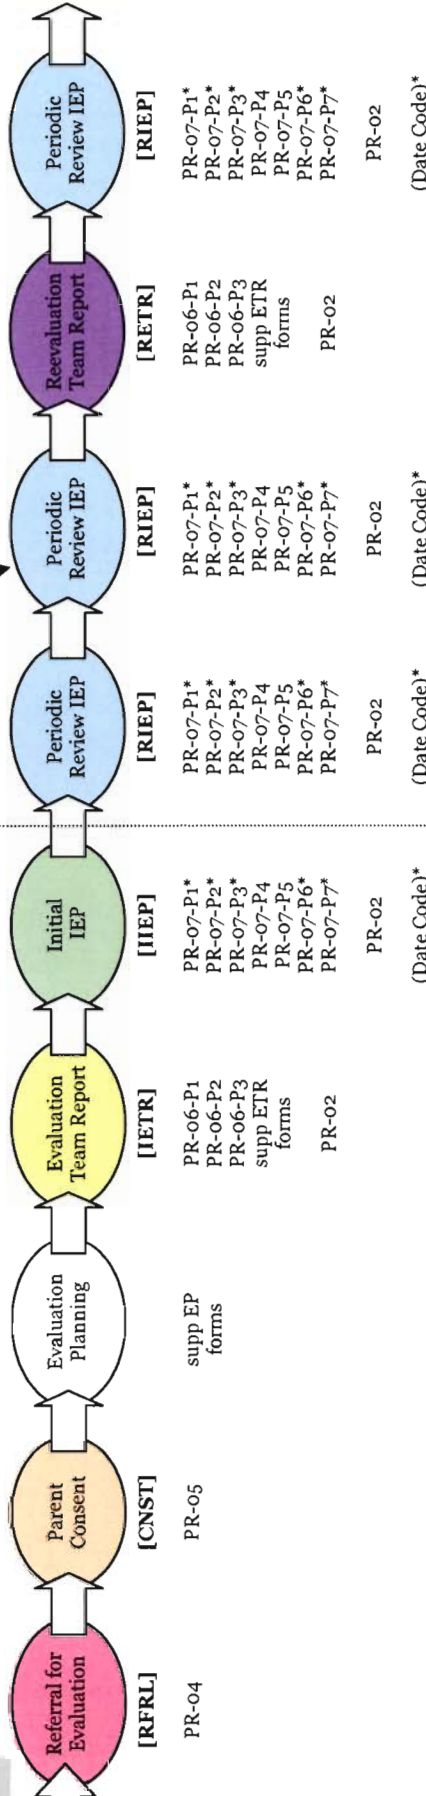 Referral for
Evaluation
[RFRL]
PR-04
Parent
Consent
[CNST]
PR-05
Evaluation
Planning
supp EP
forms
Evaluation
Team Report
[IETR]
PR-06-P1
PR-06-P2
PR-06-P3
supp ETR
forms
PR-02
Initial
IEP
[IIEP]
PR-07-P1*
PR-07-P2*
PR-07-P3*
PR-07-P4
PR-07-P5
PR-07-P6*
PR-07-P7*
PR-02
(Date Code)*
Periodic
Review IEP
[RIEP]
PR-07-P1*
PR-07-P2*
PR-07-P3*
PR-07-P4
PR-07-P5
PR-07-P6*
PR-07-P7*
PR-02
(Date Code)*
Periodic
Review IEP
[RIEP]
PR-07-P1*
PR-07-P2*
PR-07-P3*
PR-07-P4
PR-07-P5
PR-07-P6*
PR-07-P7*
PR-02
(Date Code)*
Reevaluation
Team Report
[RETR]
PR-06-P1
PR-06-P2
PR-06-P3
supp ETR
forms
PR-02
Periodic
Review IEP
[RIEP]
PR-07-P1*
PR-07-P2*
PR-07-P3*
PR-07-P4
PR-07-P5
PR-07-P6*
PR-07-P7*
PR-02
(Date Code)*